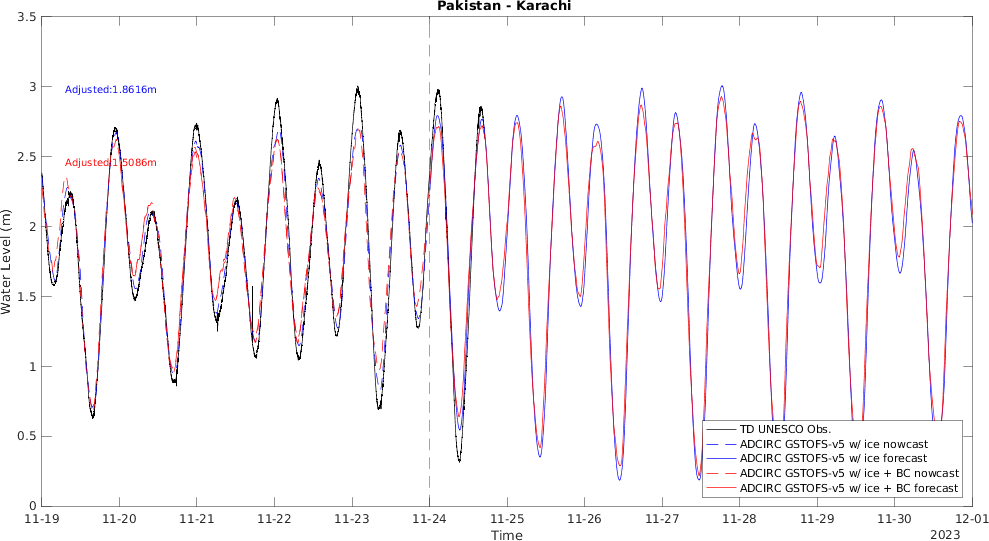 Pakistan - Karachi
3.5
3
2.5
2
1.5
1
0.5
0
Water Level (m)
Adjusted:1.8616m
Adjusted:1.5086m
TD UNESCO Obs.
ADCIRC GSTOFS-v5 w/ ice nowcast
ADCIRC GSTOFS-v5 w/ ice forecast
ADCIRC GSTOFS-v5 w/ ice + BC nowcast
ADCIRC GSTOFS-v5 w/ ice + BC forecast
11-19 11-20 11-21 11-22 11-23 11-24 11-25 11-26 11-27 11-28 11-29 11-30 12-01
Time
2023